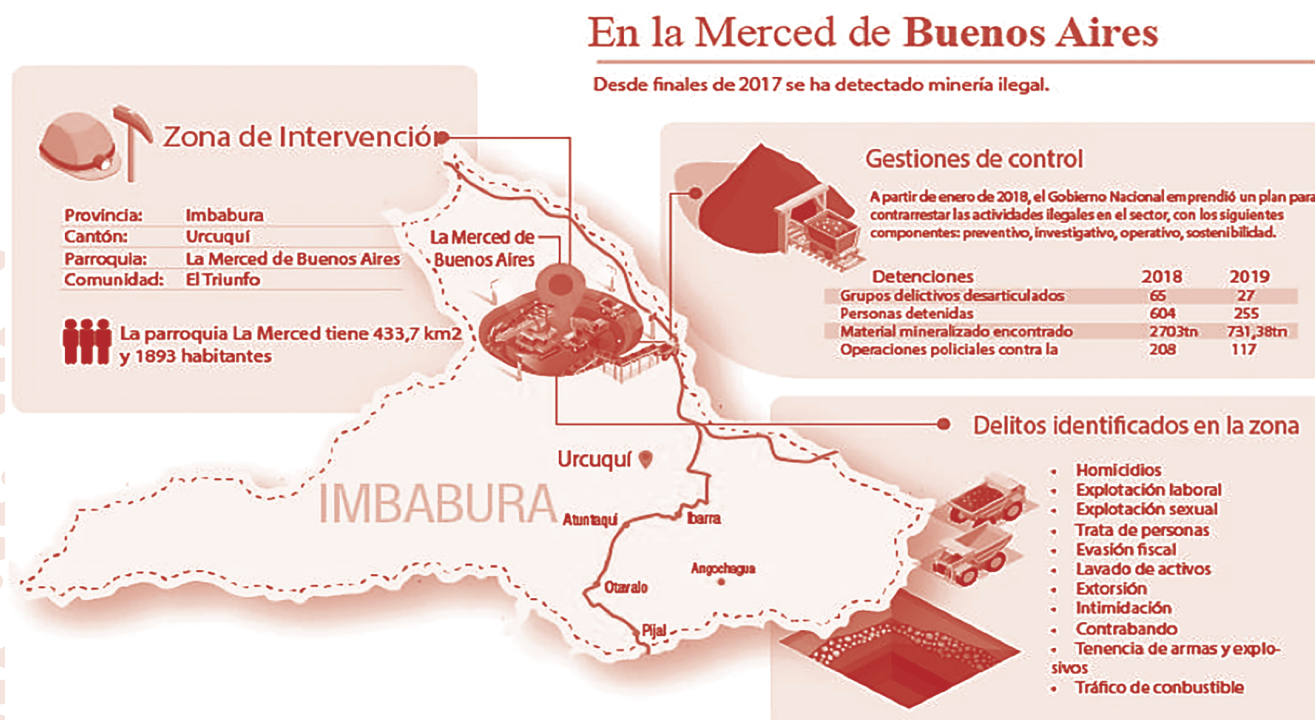 En la Merced de Buenos Aires
Desde finales de 2017 se ha detectado minería ilegal.
Zona de Intervención
Provincia: Imbabura
Cantón: Urcuquí
Parroquia: La Merced de Buenos Aires
Comunidad: El Triunfo
La parroquia La Merced tiene 433,7 km2
y 1893 habitantes
Gestiones de control
A partir de enero de 2018, el Gobierno Nacional emprendió un plan para
contrarrestar las actividades ilegales en el sector, con los siguientes
componentes: preventivo, investigativo, operativo, sostenibilidad.
Detenciones 2018 2019
Grupos delictivos desarticulados 65 27
Personas detenidas 604 255
Material mineralizado encontrado 2703tn 731,38tn
Operaciones policiales contra la 208 117
La Merced de
Buenos Aires
Urcuquí
IMBABURA
Atuntaqui
Ibarra
Angochagua
Otavalo
Pijal
Delitos identificados en la zona
• Homicidios
• Explotación laboral
• Explotación sexual
• Trata de personas
• Evasión fiscal
• Lavado de activos
• Extorsión
• Intimidación
• Contrabando
• Tenencia de armas y explo-
sivos
• Tráfico de combustible